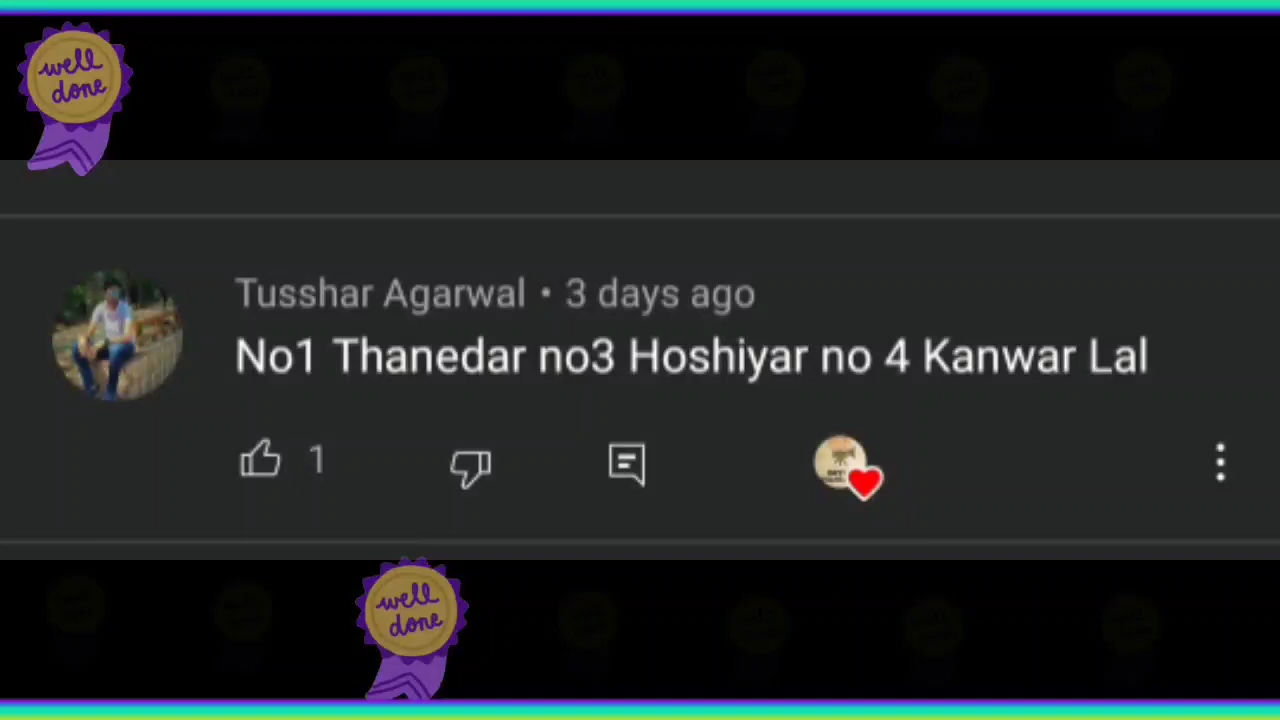 well
done
Tusshar Agarwal • 3 days ago
No1 Thanedar no3 Hoshiyar no 4 Kanwar Lal
1
well
done